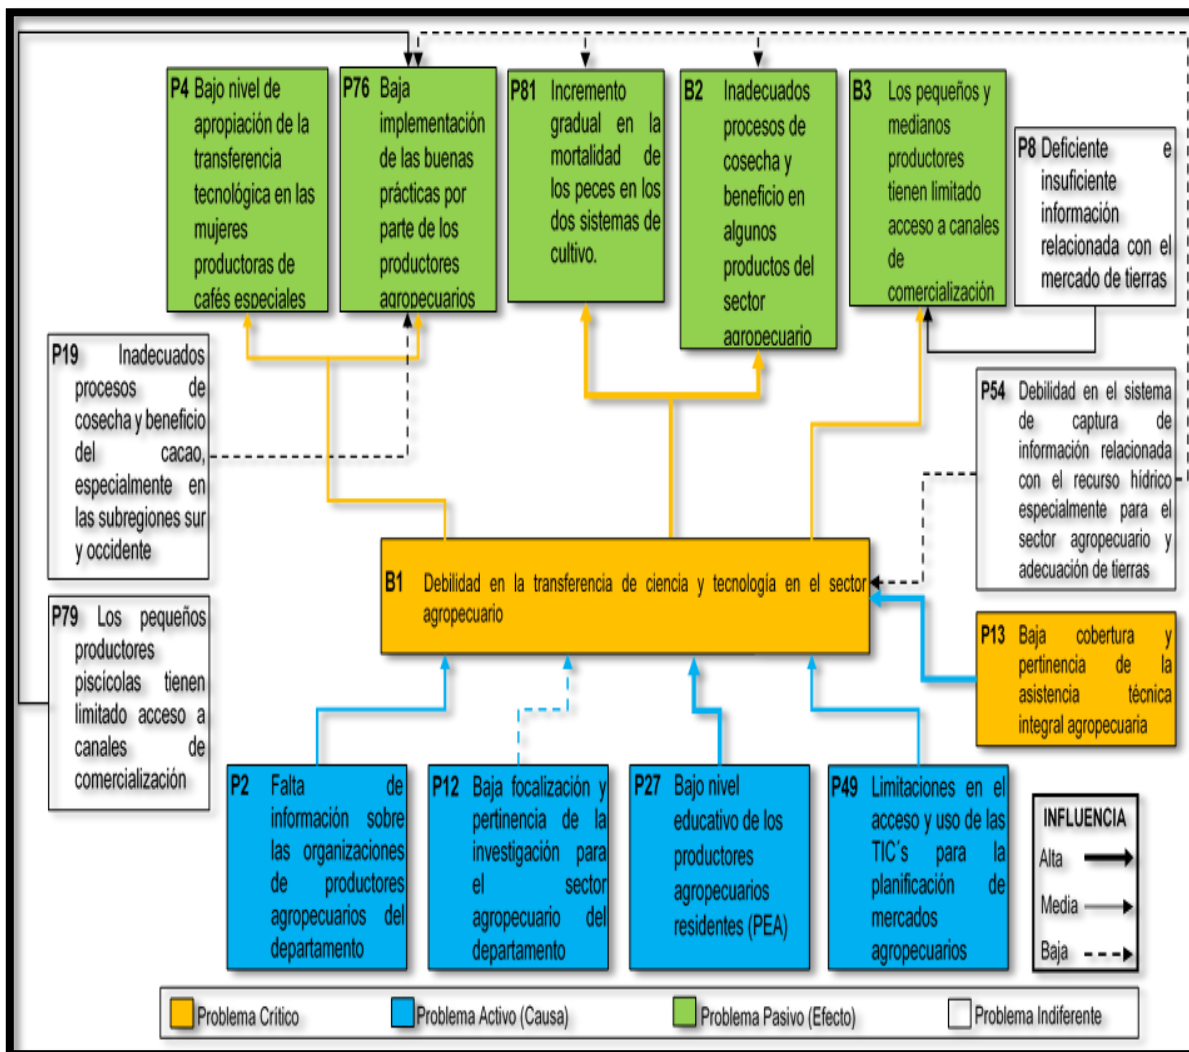 P4 Bajo nivel de
apropiación de la
transferencia
tecnológica en las
mujeres
productoras de
cafés especiales
P76 Baja
implementación
de las buenas
prácticas por
parte de los
productores
agropecuarios
P81 Incremento
gradual en la
mortalidad de
los peces en los
dos sistemas de
cultivo.
B2 Inadecuados
procesos de
cosecha y
beneficio en
algunos
productos del
sector
agropecuario
B3 Los pequeños y
medianos
productores
tienen limitado
acceso a canales
de
comercialización
P8 Deficiente e
insuficiente
información
relacionada con el
mercado de tierras
P19 Inadecuados
procesos de
cosecha y beneficio
del cacao,
especialmente en
las subregiones sur
y occidente
P54 Debilidad en el sistema
de captura de
información relacionada
con el recurso hídrico
especialmente para el
sector agropecuario y
adecuación de tierras
B1 Debilidad en la transferencia de ciencia y tecnología en el sector
agropecuario
P79 Los pequeños
productores
piscícolas tienen
limitado acceso a
canales de
comercialización
P13 Baja cobertura y
pertinencia de la
asistencia técnica
integral agropecuaria
P2 Falta de
información sobre
las organizaciones
de productores
agropecuarios del
departamento
P12 Baja focalización y
pertinencia de la
investigación para
el sector
agropecuario del
departamento
P27 Bajo nivel
educativo de los
productores
agropecuarios
residentes (PEA)
P49 Limitaciones en el
acceso y uso de las
TIC´s para la
planificación de
mercados
agropecuarios
INFLUENCIA
Alta
Media
Baja
Problema Crítico
Problema Activo (Causa)
Problema Pasivo (Efecto)
Problema Indiferente